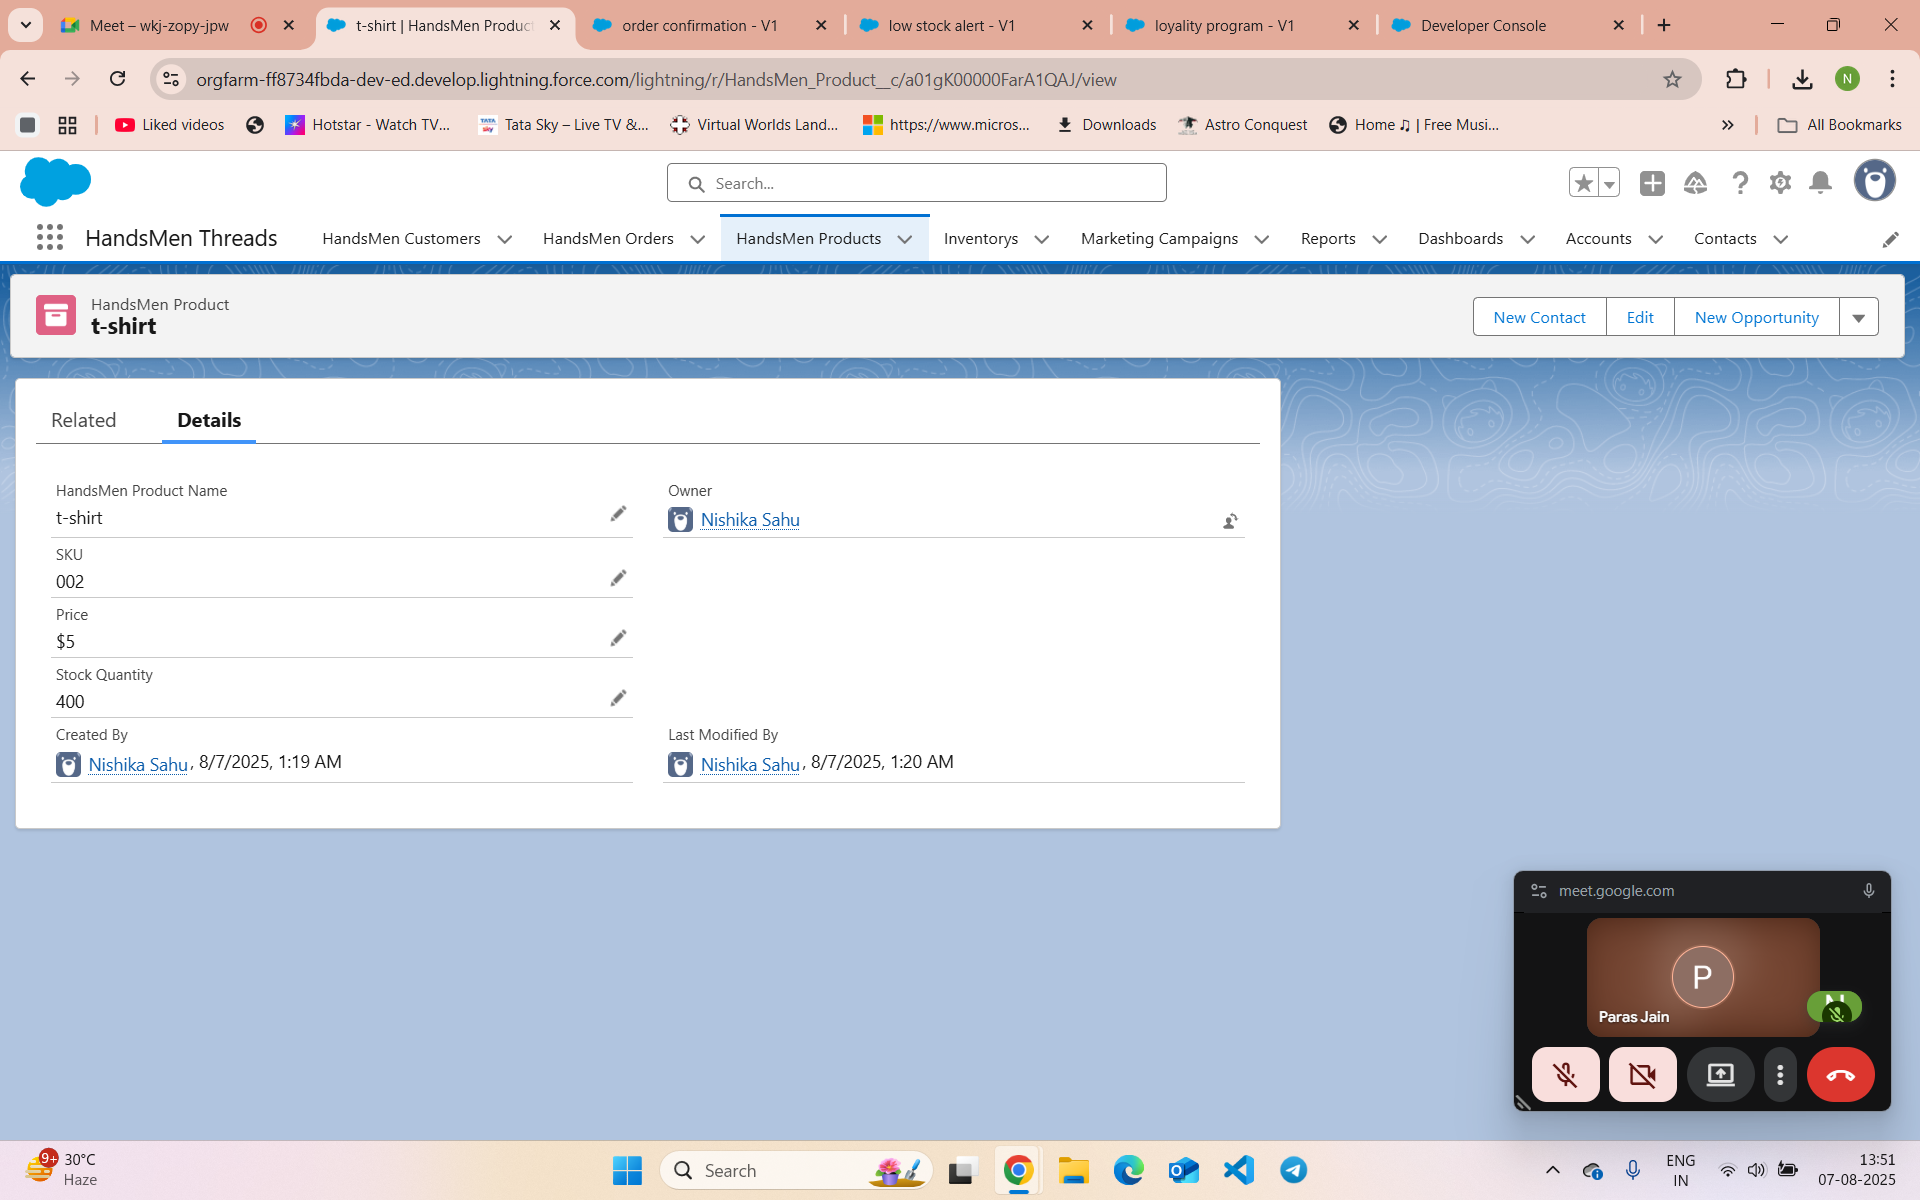 Meet – wkj-zopy-jpw
t-shirt | HandsMen Product
order confirmation - V1
low stock alert - V1
loyality program - V1
Developer Console
orgfarm-ff8734fbda-dev-ed.develop.lightning.force.com/lightning/r/HandsMen_Product__c/a01gK00000FarA1QAJ/view
N
Liked videos
Hotstar - Watch TV...
TATA sky
Tata Sky – Live TV &...
Virtual Worlds Land...
https://www.micros...
Downloads
Astro Conquest
Home ♫ | Free Musi...
»
All Bookmarks
Search...
HandsMen Threads
HandsMen Customers
HandsMen Orders
HandsMen Products
Inventorys
Marketing Campaigns
Reports
Dashboards
Accounts
Contacts
HandsMen Product
t-shirt
New Contact
Edit
New Opportunity
Related
Details
HandsMen Product Name
t-shirt
Owner
Nishika Sahu
SKU
002
Price
$5
Stock Quantity
400
Created By
Nishika Sahu, 8/7/2025, 1:19 AM
Last Modified By
Nishika Sahu, 8/7/2025, 1:20 AM
meet.google.com
P
Paras Jain
N
9+
30°C
Haze
Search
ENG
IN
13:51
07-08-2025